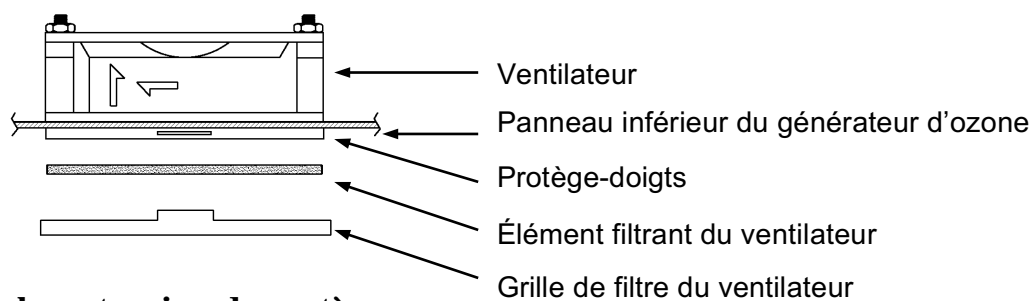 Ventilateur
Panneau inférieur du générateur d’ozone
Protège-doigts
Élément filtrant du ventilateur
Grille de filtre du ventilateur